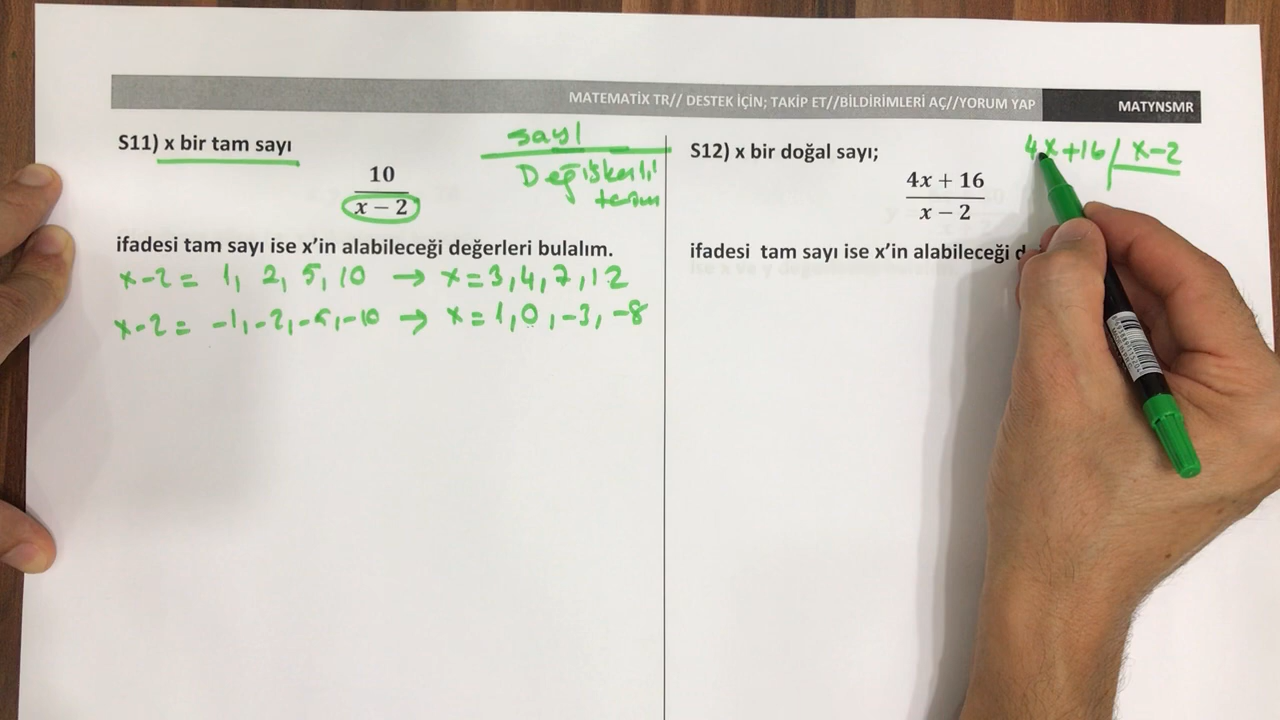 MATEMATİX TR// DESTEK İÇİN; TAKİP ET//BİLDİRİMLERİ AÇ//YORUM YAP MATYNSMR
S11) x bir tam sayı
sayı
Değişkenli
terim
10
x − 2
ifadesi tam sayı ise x’in alabileceği değerleri bulalım.
x-2 = 1, 2, 5, 10 → x = 3, 4, 7, 12
x-2 = -1, -2, -5, -10 → x = 1, 0, -3, -8
S12) x bir doğal sayı;
4x+16 x-2
4x + 16
x − 2
ifadesi tam sayı ise x’in alabileceği